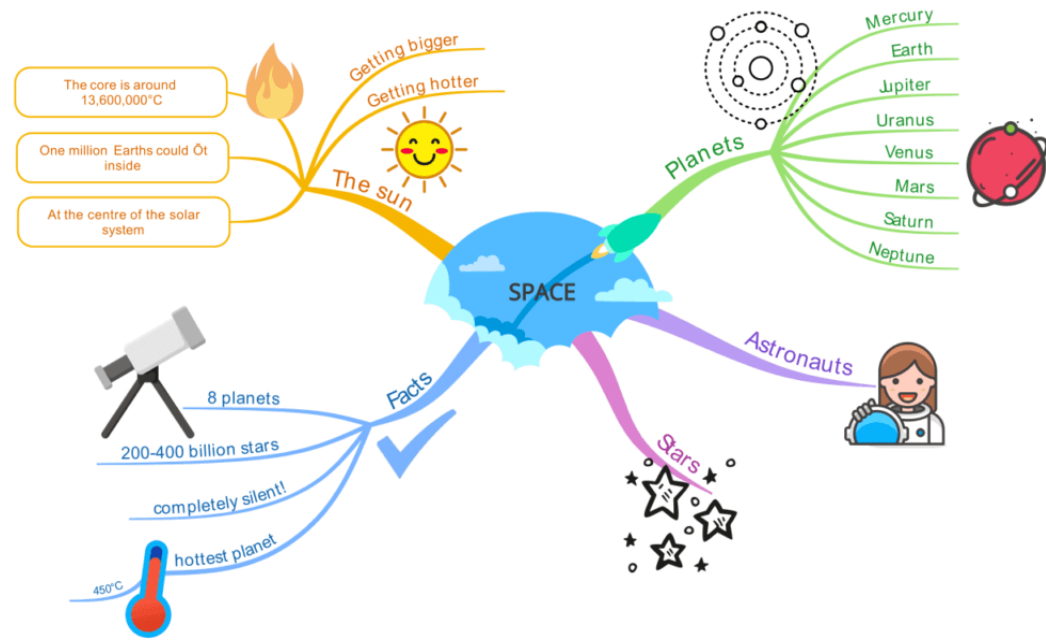 SPACE
The sun
Getting bigger
Getting hotter
The core is around
13,600,000°C
One million Earths could Õt
inside
At the centre of the solar
system
Planets
Mercury
Earth
Jupiter
Uranus
Venus
Mars
Saturn
Neptune
Astronauts
Stars
Facts
8 planets
200-400 billion stars
completely silent!
hottest planet
450°C